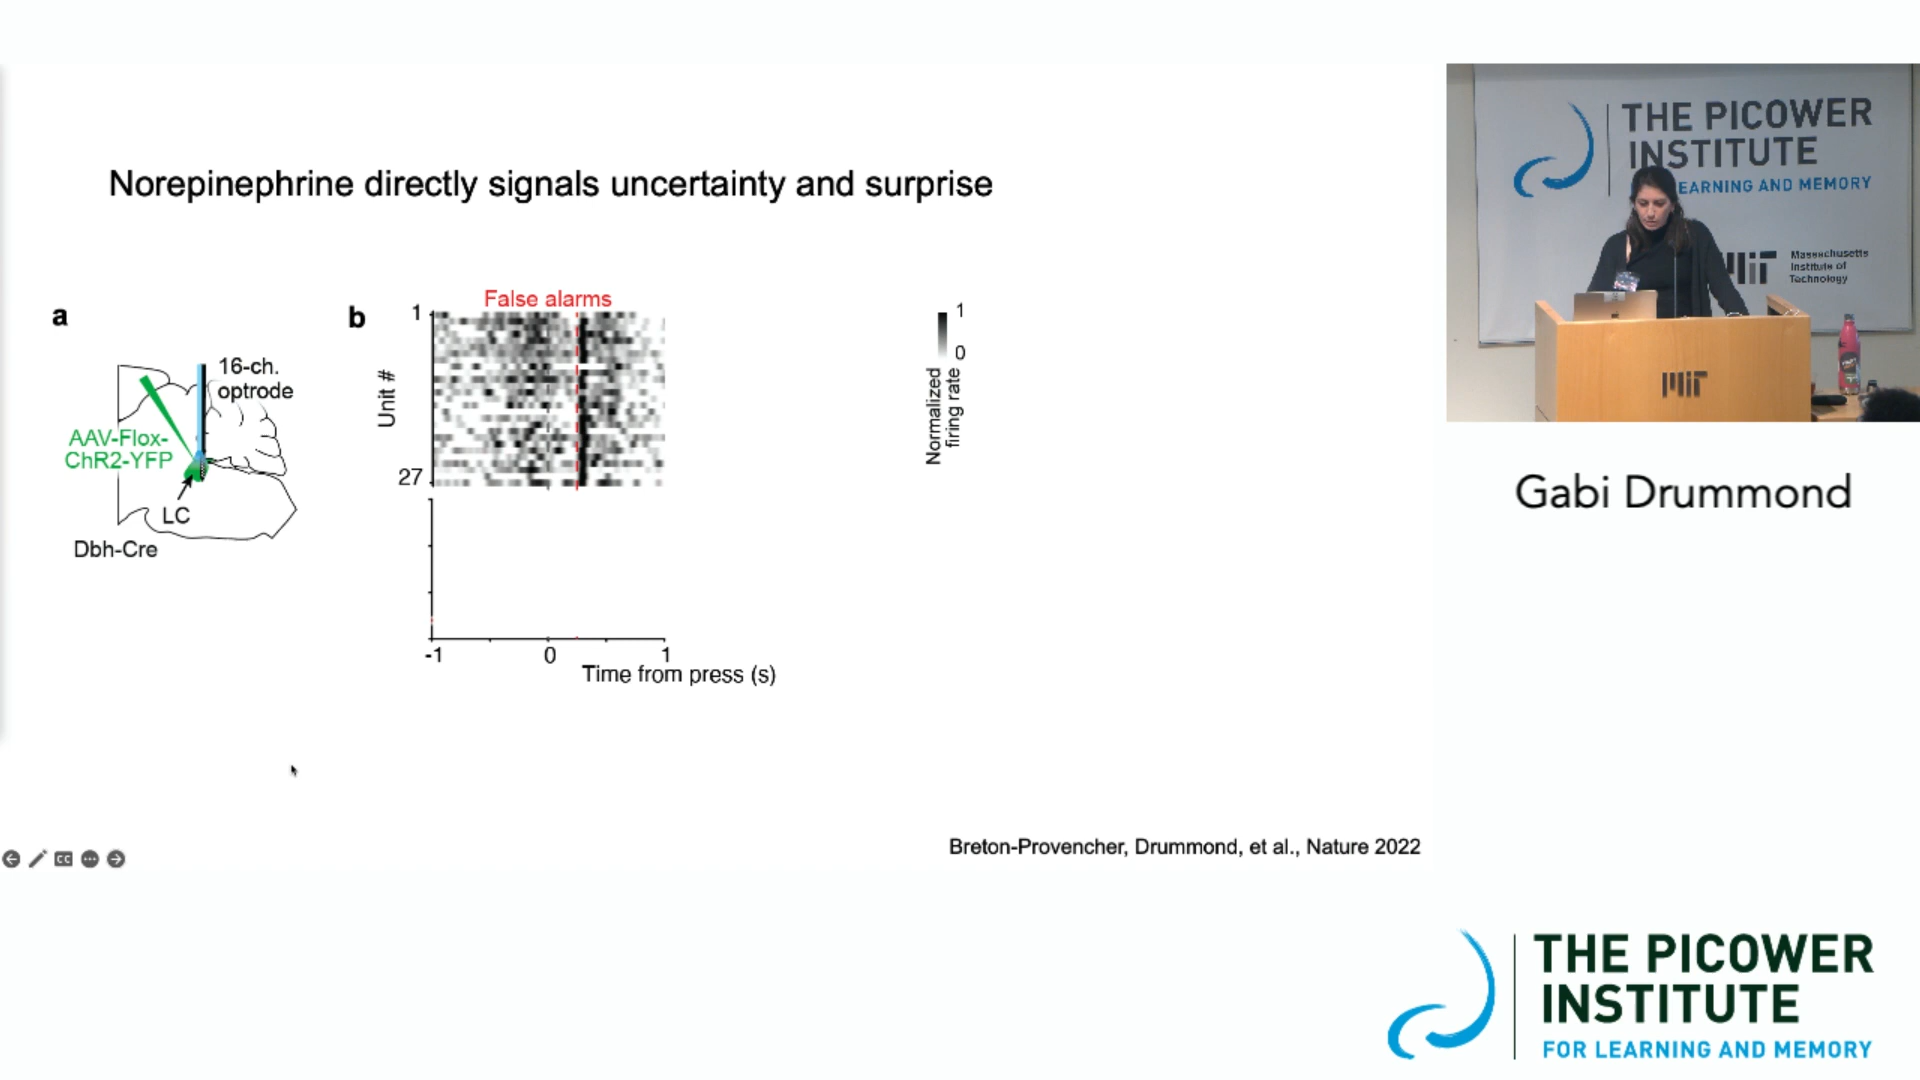 Norepinephrine directly signals uncertainty and surprise
a
16-ch.
optrode
AAV-Flox-
ChR2-YFP
LC
Dbh-Cre
b
False alarms
1
Unit #
27
-1
0
1
Time from press (s)
1
0
Normalized
firing rate
Breton-Provencher, Drummond, et al., Nature 2022
CC
THE PICOWER
INSTITUTE
LEARNING AND MEMORY
MIT
Massachusetts
Institute of
Technology
MIT
Gabi Drummond
THE PICOWER
INSTITUTE
FOR LEARNING AND MEMORY